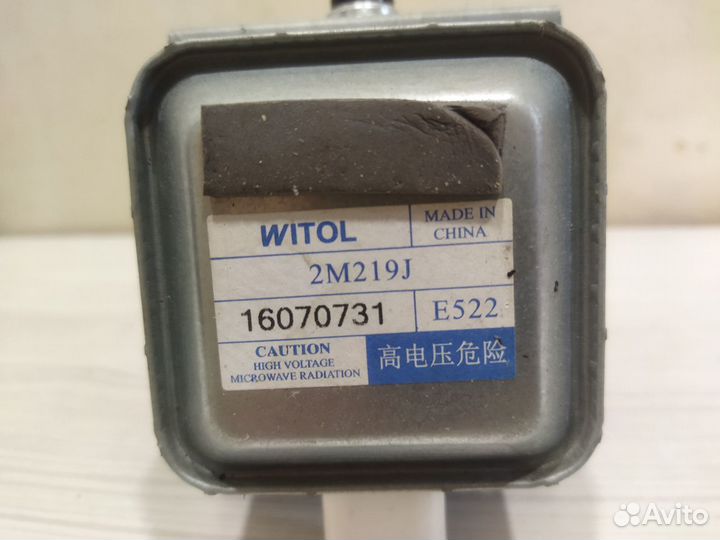 WITOL
MADE IN
CHINA
2M219J
16070731
E522
CAUTION
HIGH VOLTAGE
MICROWAVE RADIATION
高电压危险
Avito